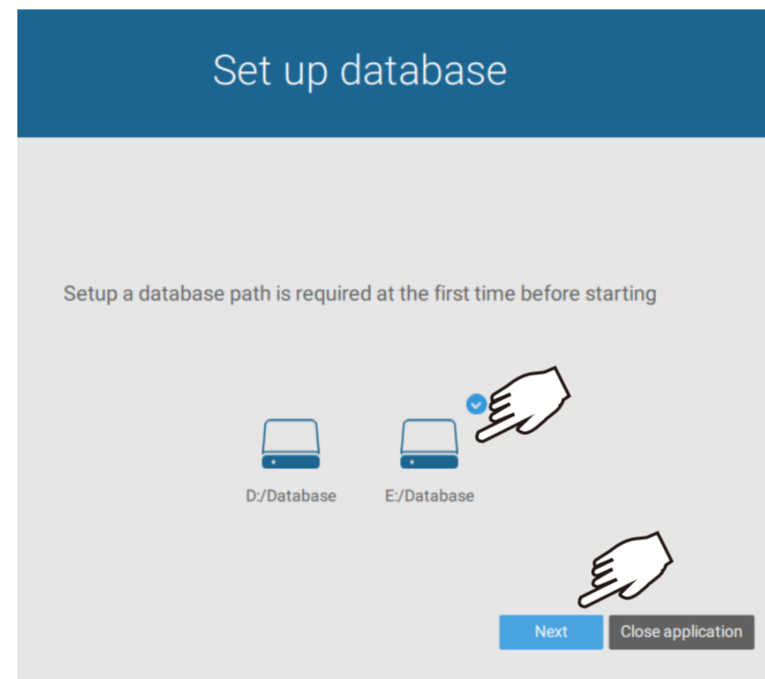 Set up database
Setup a database path is required at the first time before starting
D:/Database
E:/Database
Next
Close application